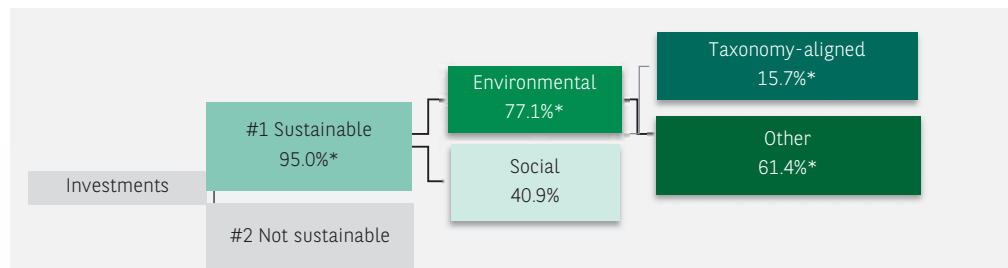 Investments
#1 Sustainable
95.0%*
#2 Not sustainable
Environmental
77.1%*
Social
40.9%
Taxonomy-aligned
15.7%*
Other
61.4%*